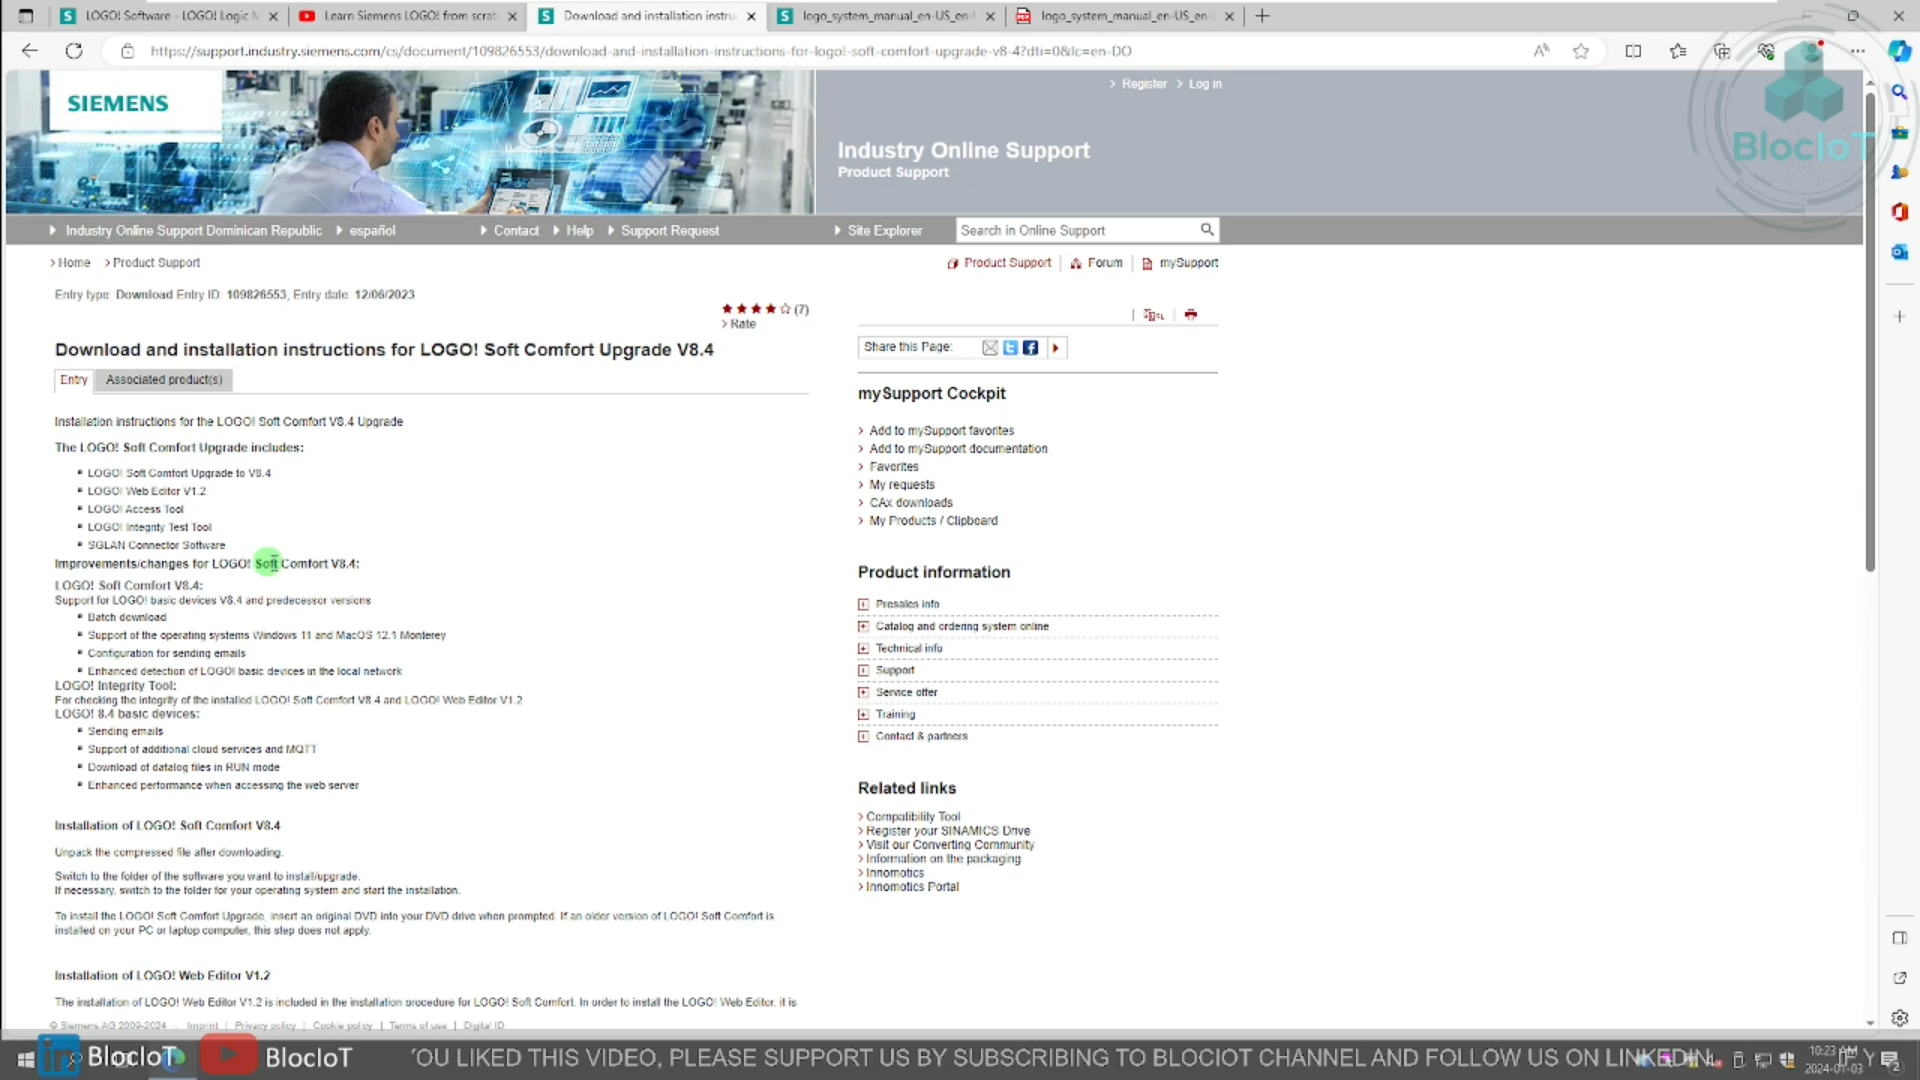 LOGO! Software - LOGO! Logic M
Learn Siemens LOGO! from scrat
Download and installation instru
logo_system_manual_en-US_en-
logo_system_manual_en-US_en-
https://support.industry.siemens.com/cs/document/109826553/download-and-installation-instructions-for-logo!-soft-comfort-upgrade-v8-4?dti=0&lc=en-DO
SIEMENS
Register
Log in
Industry Online Support
Product Support
BlocIoT
Industry Online Support Dominican Republic
español
Contact
Help
Support Request
Site Explorer
Search in Online Support
Home
Product Support
Product Support
Forum
mySupport
Entry type: Download Entry ID: 109826553, Entry date: 12/06/2023
(7)
Rate
Download and installation instructions for LOGO! Soft Comfort Upgrade V8.4
Entry
Associated product(s)
Installation instructions for the LOGO! Soft Comfort V8.4 Upgrade
The LOGO! Soft Comfort Upgrade includes:
LOGO! Soft Comfort Upgrade to V8.4
LOGO! Web Editor V1.2
LOGO! Access Tool
LOGO! Integrity Test Tool
SGLAN Connector Software
Improvements/changes for LOGO! Soft Comfort V8.4:
LOGO! Soft Comfort V8.4:
Support for LOGO! basic devices V8.4 and predecessor versions
Batch download
Support of the operating systems Windows 11 and MacOS 12.1 Monterey
Configuration for sending emails
Enhanced detection of LOGO! basic devices in the local network
LOGO! Integrity Tool:
For checking the integrity of the installed LOGO! Soft Comfort V8.4 and LOGO! Web Editor V1.2
LOGO! 8.4 basic devices:
Sending emails
Support of additional cloud services and MQTT
Download of datalog files in RUN mode
Enhanced performance when accessing the web server
Installation of LOGO! Soft Comfort V8.4
Unpack the compressed file after downloading.
Switch to the folder of the software you want to install/upgrade.
If necessary, switch to the folder for your operating system and start the installation.
To install the LOGO! Soft Comfort Upgrade, insert an original DVD into your DVD drive when prompted. If an older version of LOGO! Soft Comfort is
installed on your PC or laptop computer, this step does not apply.
Installation of LOGO! Web Editor V1.2
The installation of LOGO! Web Editor V1.2 is included in the installation procedure for LOGO! Soft Comfort. In order to install the LOGO! Web Editor, it is
© Siemens AG 2009-2024
Imprint
Privacy policy
Cookie policy
Terms of use
Digital ID
Share this Page:
mySupport Cockpit
Add to mySupport favorites
Add to mySupport documentation
Favorites
My requests
CAx downloads
My Products / Clipboard
Product information
Presales info
Catalog and ordering system online
Technical info
Support
Service offer
Training
Contact & partners
Related links
Compatibility Tool
Register your SINAMICS Drive
Visit our Converting Community
Information on the packaging
Innomotics
Innomotics Portal
BlocIoT
BlocIoT
OU LIKED THIS VIDEO, PLEASE SUPPORT US BY SUBSCRIBING TO BLOCIOT CHANNEL AND FOLLOW US ON LINKEDIN.
IF Y
10:23 AM
2024-01-03